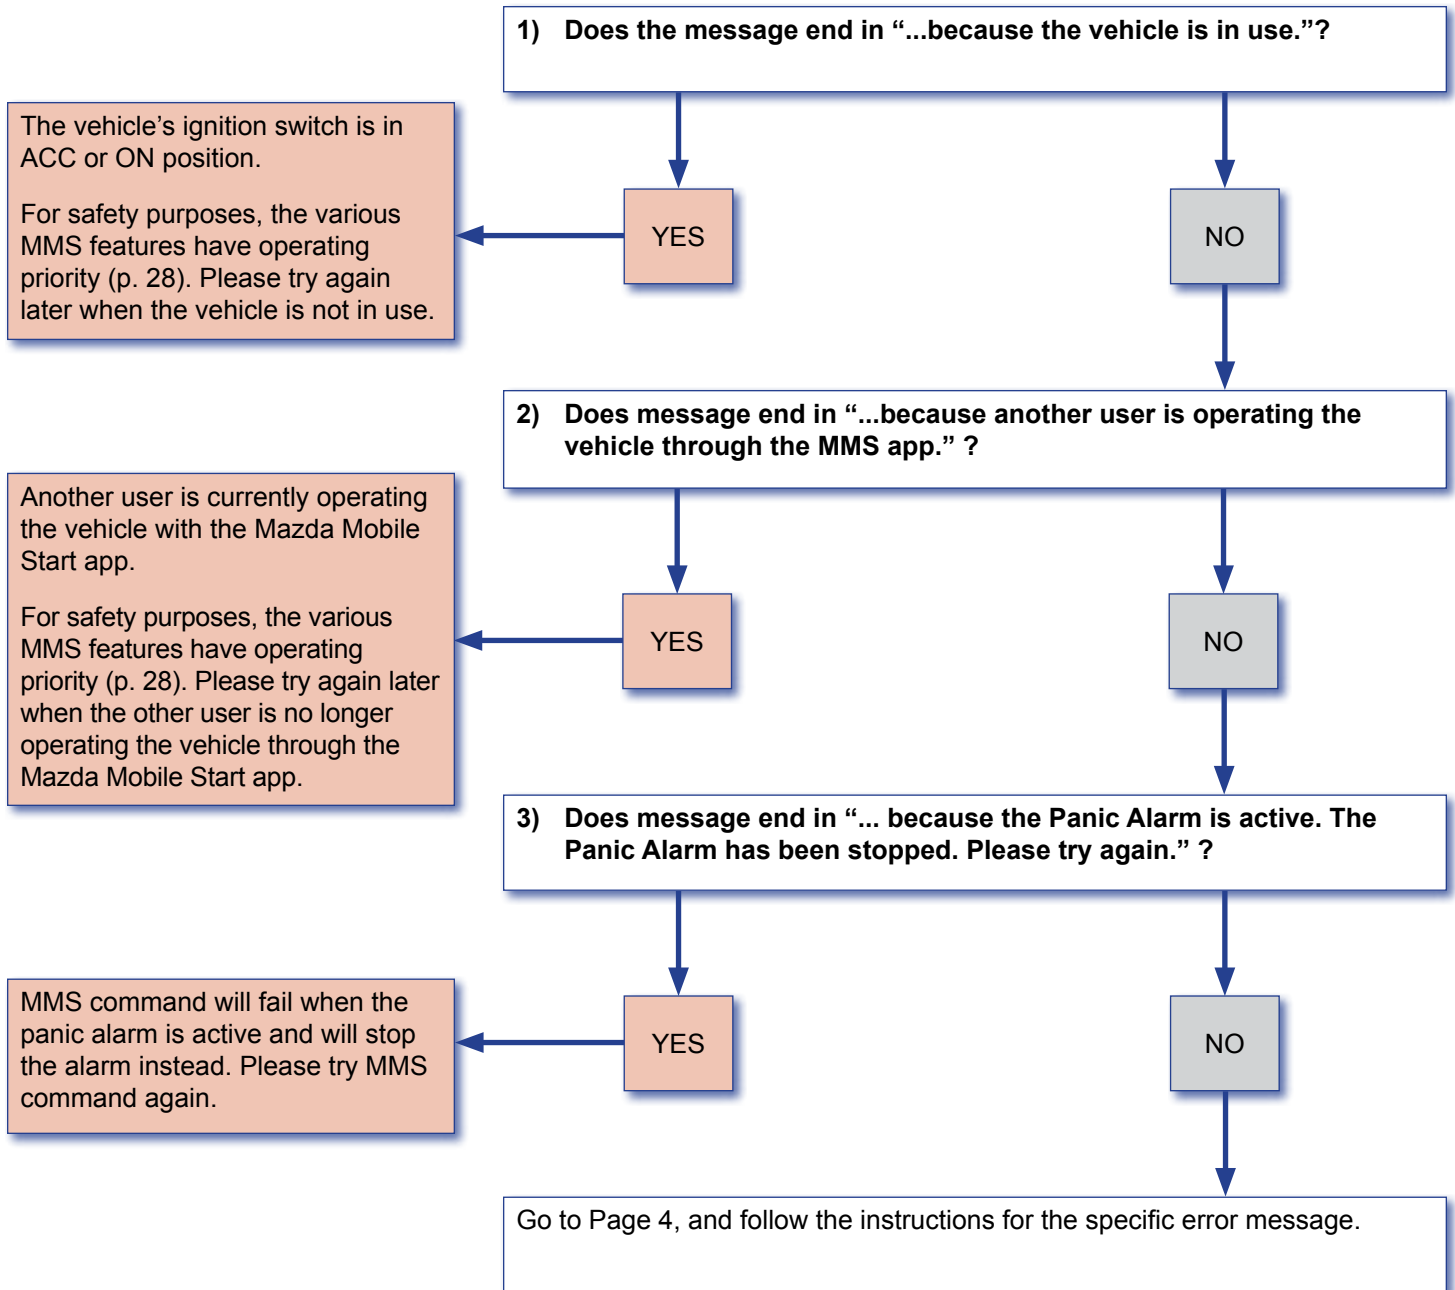 1) Does the message end in “...because the vehicle is in use.”?
The vehicle’s ignition switch is in
ACC or ON position.
For safety purposes, the various
MMS features have operating
priority (p. 28). Please try again
later when the vehicle is not in use.
YES
NO
2) Does message end in “...because another user is operating the
vehicle through the MMS app.” ?
Another user is currently operating
the vehicle with the Mazda Mobile
Start app.
For safety purposes, the various
MMS features have operating
priority (p. 28). Please try again later
when the other user is no longer
operating the vehicle through the
Mazda Mobile Start app.
YES
NO
3) Does message end in “... because the Panic Alarm is active. The
Panic Alarm has been stopped. Please try again.” ?
MMS command will fail when the
panic alarm is active and will stop
the alarm instead. Please try MMS
command again.
YES
NO
Go to Page 4, and follow the instructions for the specific error message.